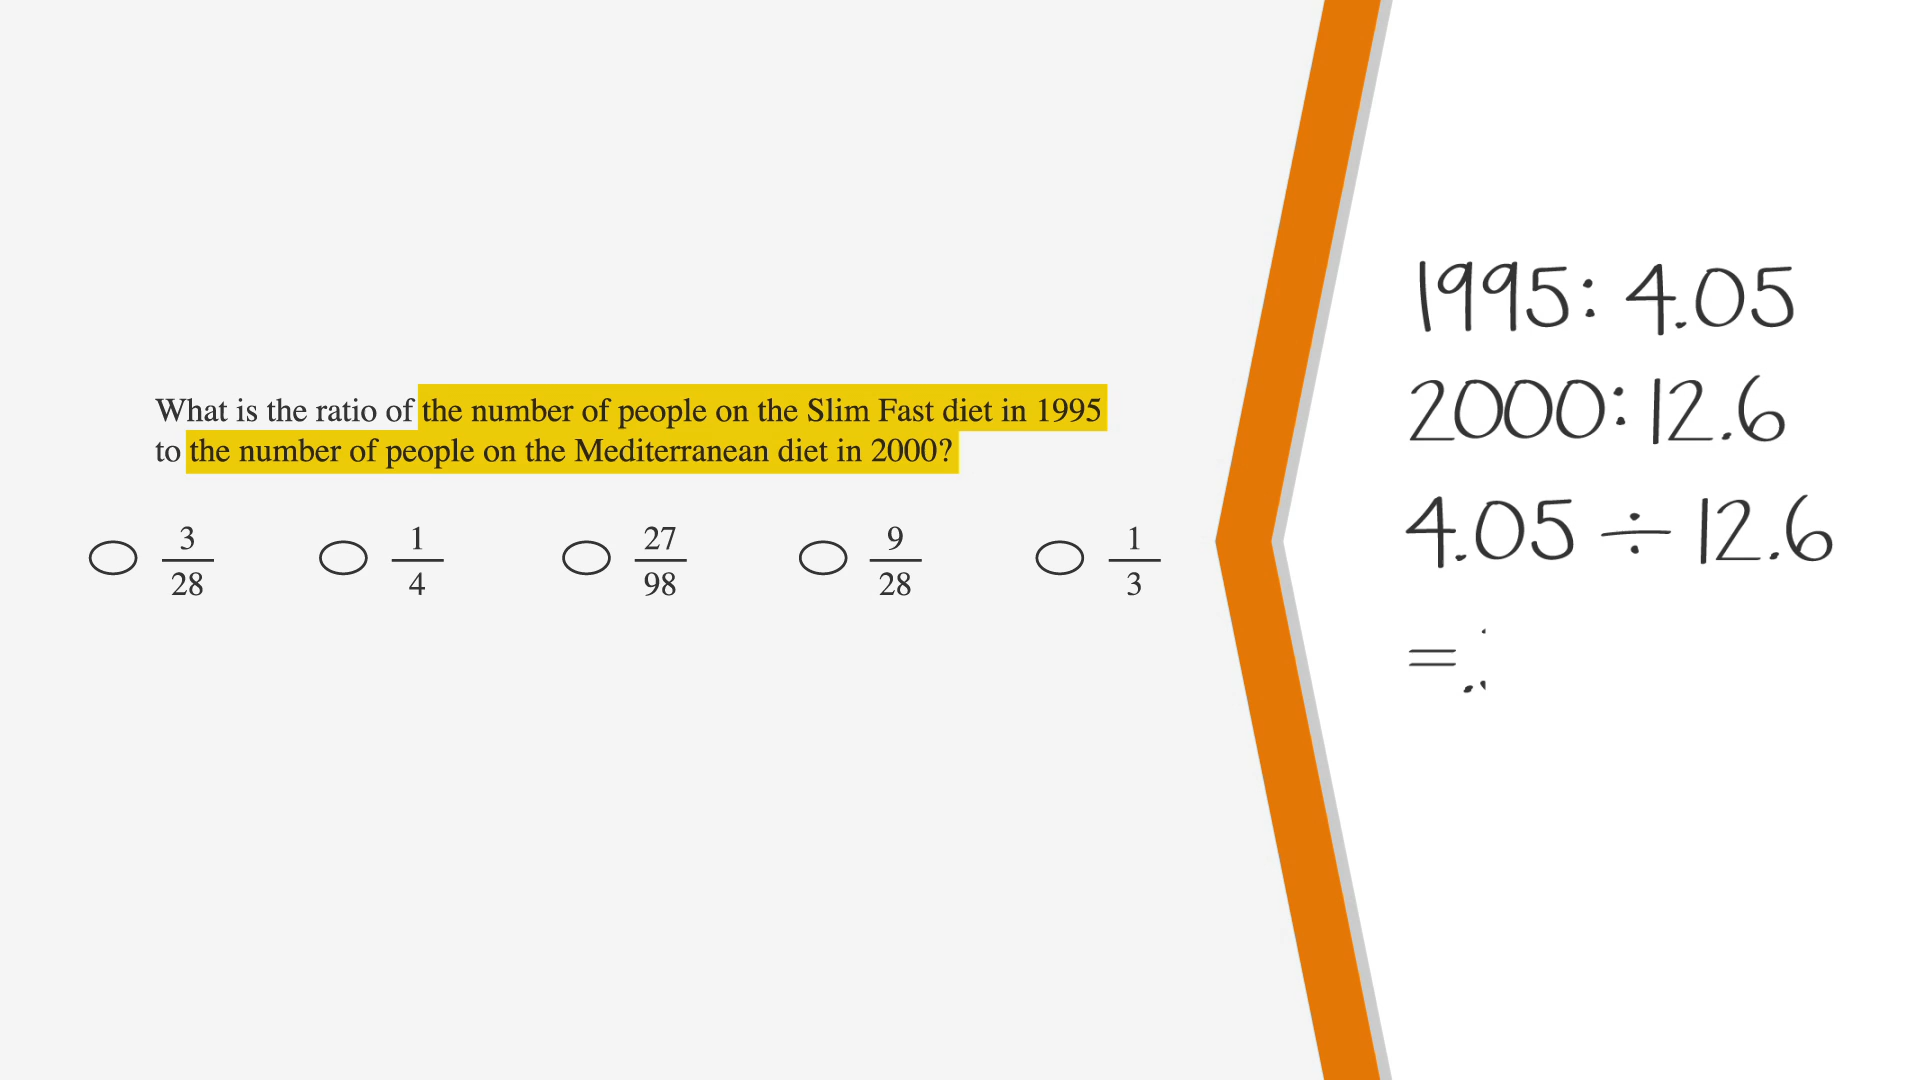 What is the ratio of the number of people on the Slim Fast diet in 1995
to the number of people on the Mediterranean diet in 2000?
3/28 1/4 27/98 9/28 1/3
1995: 4.05
2000: 12.6
4.05 ÷ 12.6
= .